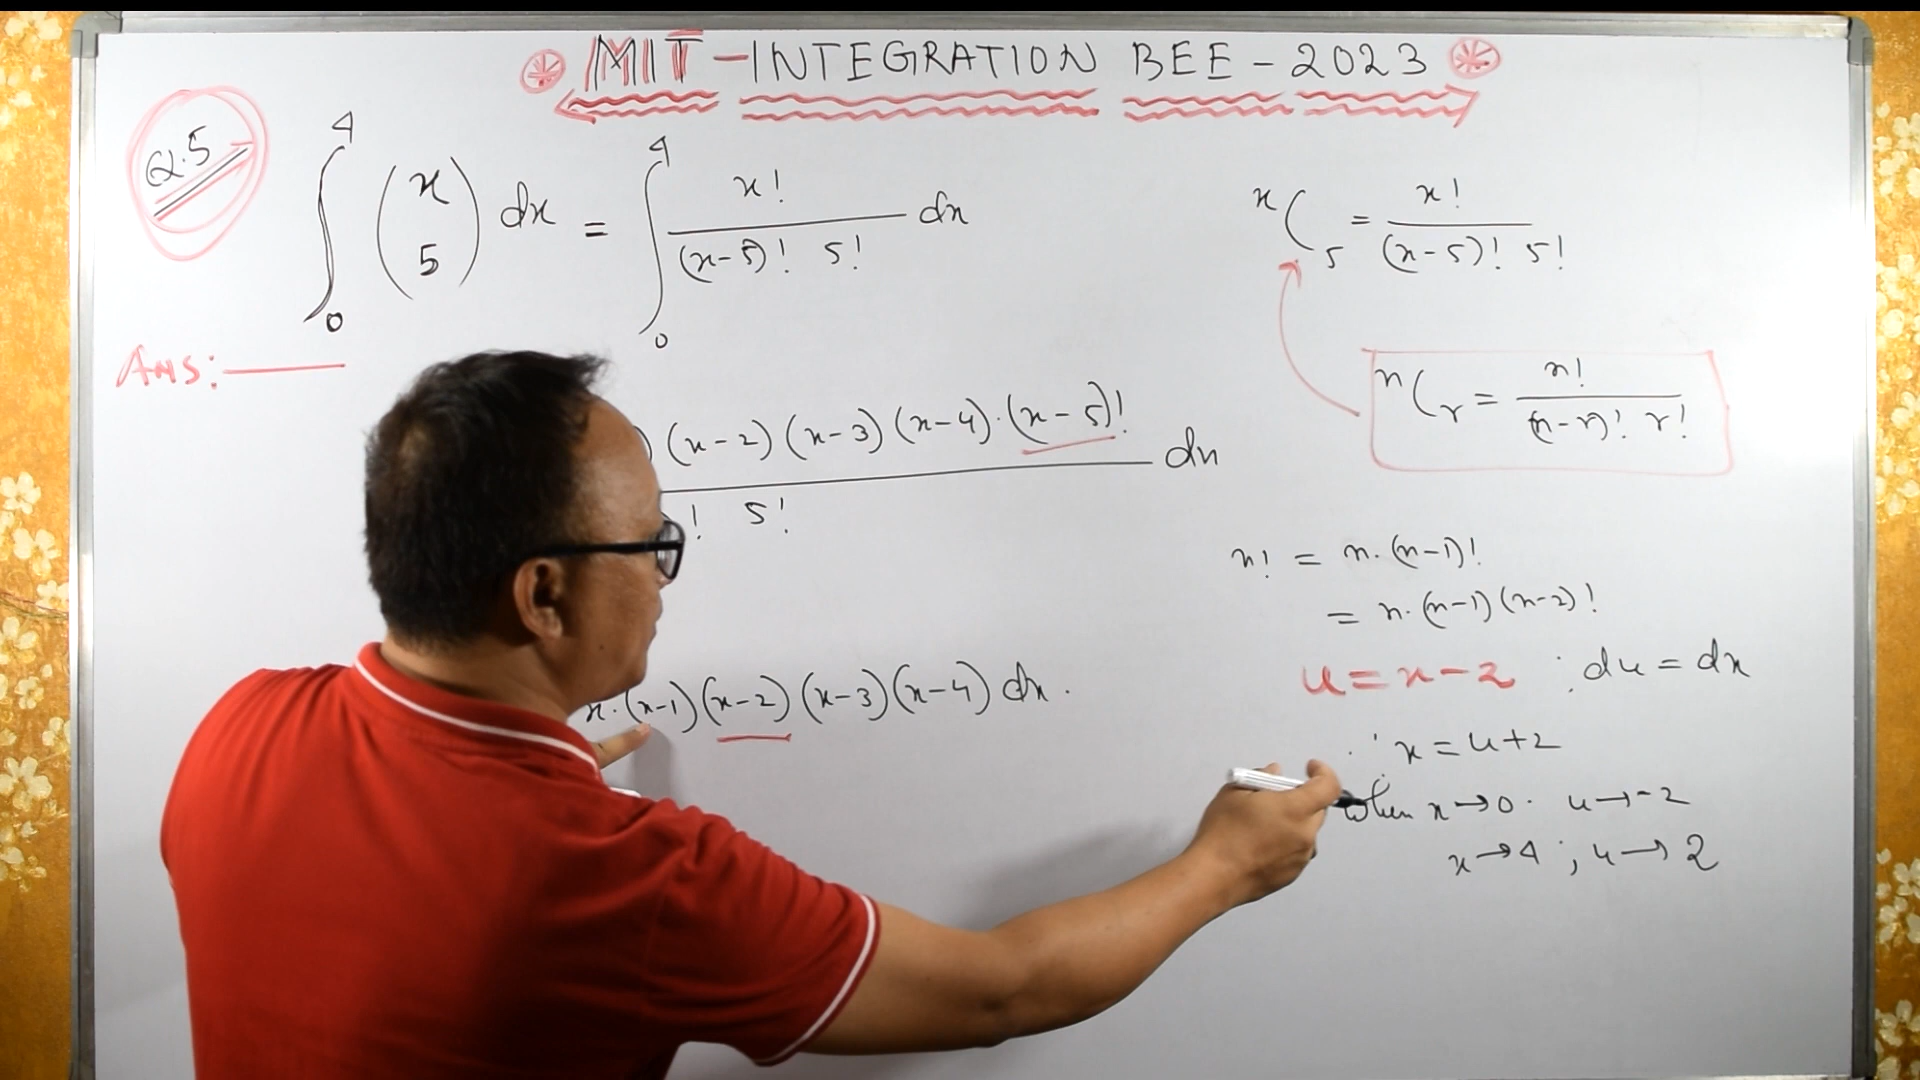 MIT - INTEGRATION BEE - 2023
Q.5
∫₀⁴ (x 5) dx = ∫₀⁴ x! / (x-5)! 5! dx
Ans:
(x-2) (x-3) (x-4) · (x-5)! / ! 5! dx
x·(x-1)(x-2)(x-3)(x-4) dx.
ˣC₅ = x! / (x-5)! 5!
ⁿCᵣ = n! / (n-r)! r!
n! = n·(n-1)!
= n·(n-1)(n-2)!
u = x-2 ; du = dx
∴ x = u+2
When x→0. u→-2
x→4 ; u→2